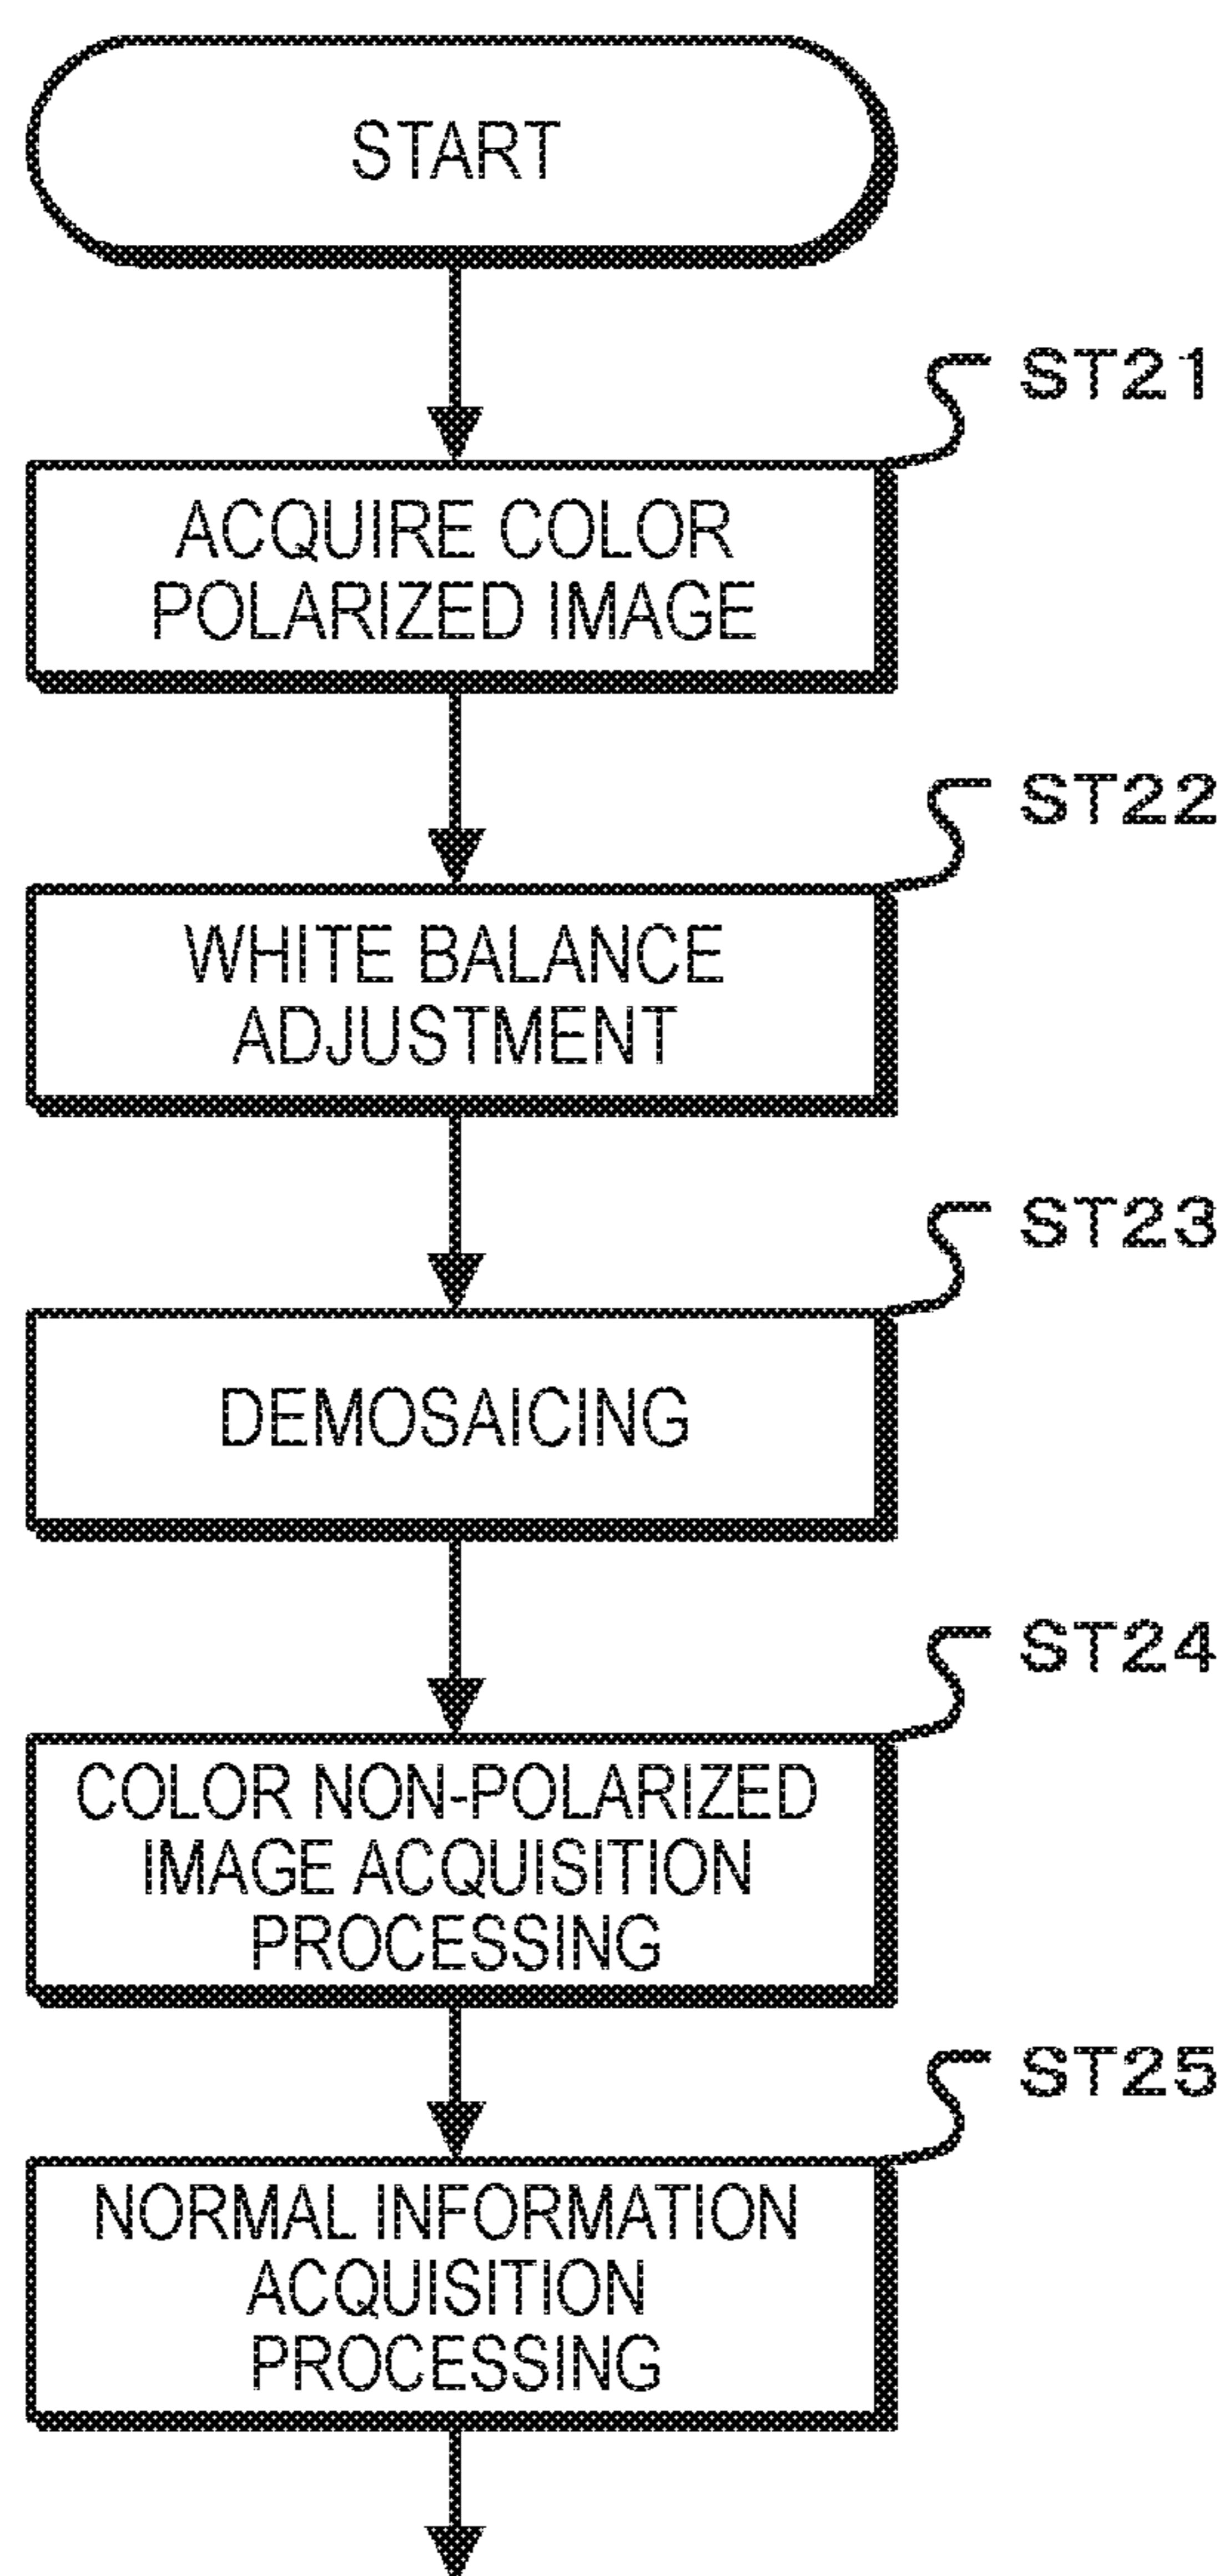 START
ST21
ACQUIRE COLOR
POLARIZED IMAGE
ST22
WHITE BALANCE
ADJUSTMENT
ST23
DEMOSAICING
ST24
COLOR NON-POLARIZED
IMAGE ACQUISITION
PROCESSING
ST25
NORMAL INFORMATION
ACQUISITION
PROCESSING